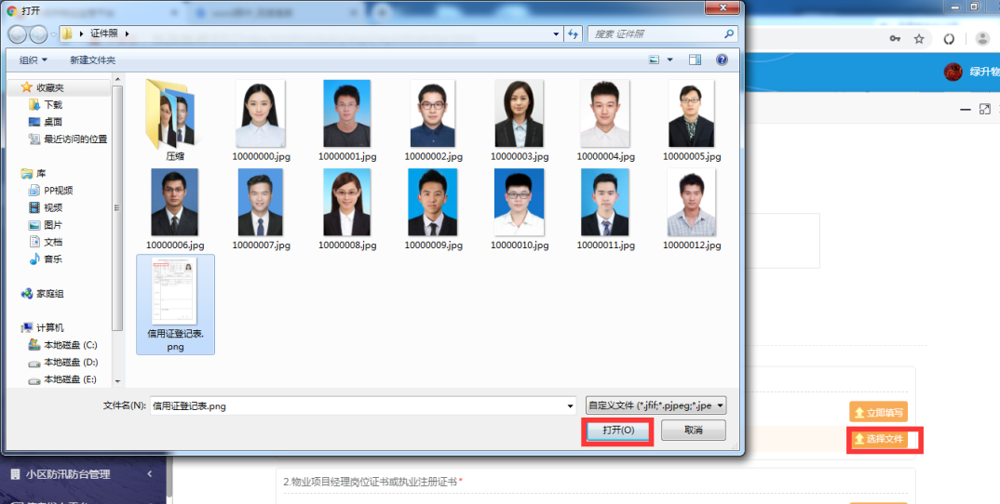 打开
证件照
搜索 证件照
组织
新建文件夹
收藏夹
下载
桌面
最近访问的位置
库
PP视频
视频
图片
文档
音乐
家庭组
计算机
本地磁盘 (C:)
本地磁盘 (D:)
本地磁盘 (E:)
压缩
10000000.jpg
10000001.jpg
10000002.jpg
10000003.jpg
10000004.jpg
10000005.jpg
10000006.jpg
10000007.jpg
10000008.jpg
10000009.jpg
10000010.jpg
10000011.jpg
10000012.jpg
信用证登记表.
png
文件名(N):
信用证登记表.png
自定义文件 (*.jfif;*.pjpeg;*.jpe
打开(O)
取消
绿升物
立即填写
选择文件
小区防汛防台管理
2.物业项目经理岗位证书或执业注册证书*